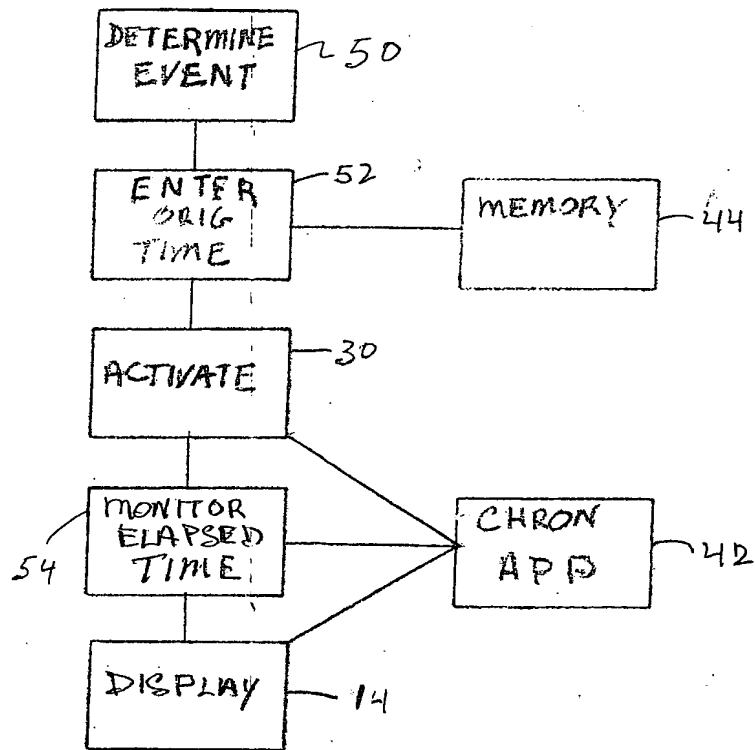 DETERMINE
EVENT
50
ENTER
ORIG
TIME
52
MEMORY
44
ACTIVATE
30
MONITOR
ELAPSED
TIME
54
CHRON
APP
42
DISPLAY
14